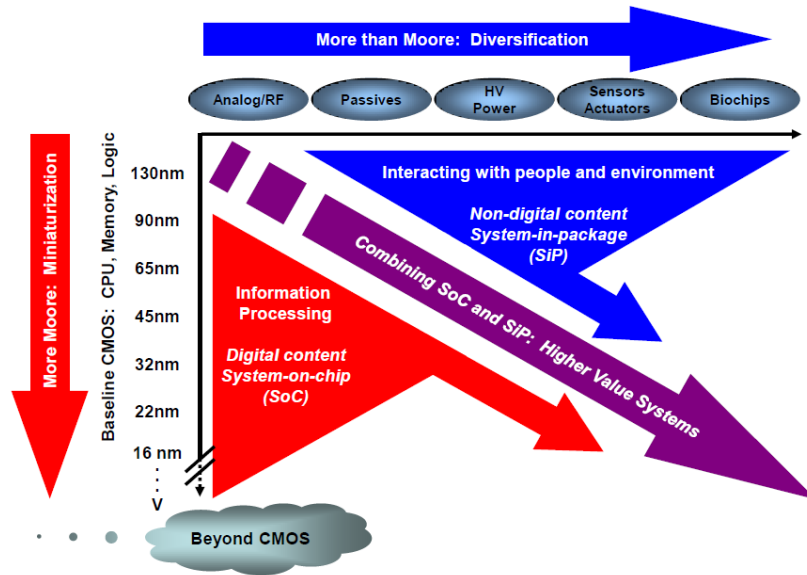 More than Moore: Diversification
Analog/RF
Passives
HV
Power
Sensors
Actuators
Biochips
More Moore: Miniaturization
Baseline CMOS: CPU, Memory, Logic
130nm
90nm
65nm
45nm
32nm
22nm
16 nm
V
Interacting with people and environment
Non-digital content
System-in-package
(SiP)
Combining SoC and SiP: Higher Value Systems
Information
Processing
Digital content
System-on-chip
(SoC)
Beyond CMOS